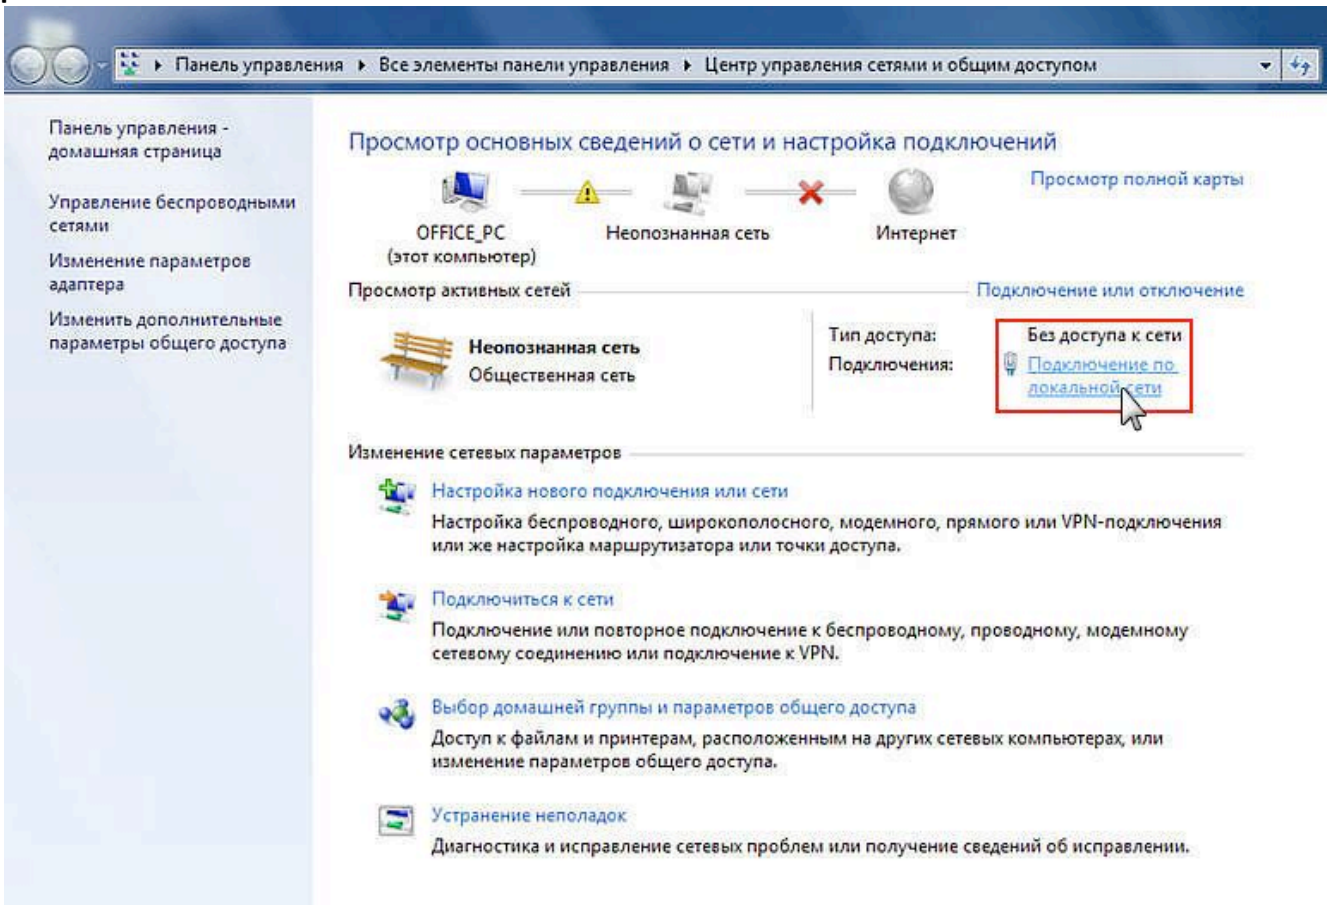 Панель управления ▸ Все элементы панели управления ▸ Центр управления сетями и общим доступом
Панель управления -
домашняя страница
Управление беспроводными
сетями
Изменение параметров
адаптера
Изменить дополнительные
параметры общего доступа
Просмотр основных сведений о сети и настройка подключений
Просмотр полной карты
OFFICE_PC
(этот компьютер)
Неопознанная сеть
Интернет
Просмотр активных сетей
Подключение или отключение
Неопознанная сеть
Общественная сеть
Тип доступа: Без доступа к сети
Подключения: Подключение по
локальной сети
Изменение сетевых параметров
Настройка нового подключения или сети
Настройка беспроводного, широкополосного, модемного, прямого или VPN-подключения
или же настройка маршрутизатора или точки доступа.
Подключиться к сети
Подключение или повторное подключение к беспроводному, проводному, модемному
сетевому соединению или подключение к VPN.
Выбор домашней группы и параметров общего доступа
Доступ к файлам и принтерам, расположенным на других сетевых компьютерах, или
изменение параметров общего доступа.
Устранение неполадок
Диагностика и исправление сетевых проблем или получение сведений об исправлении.